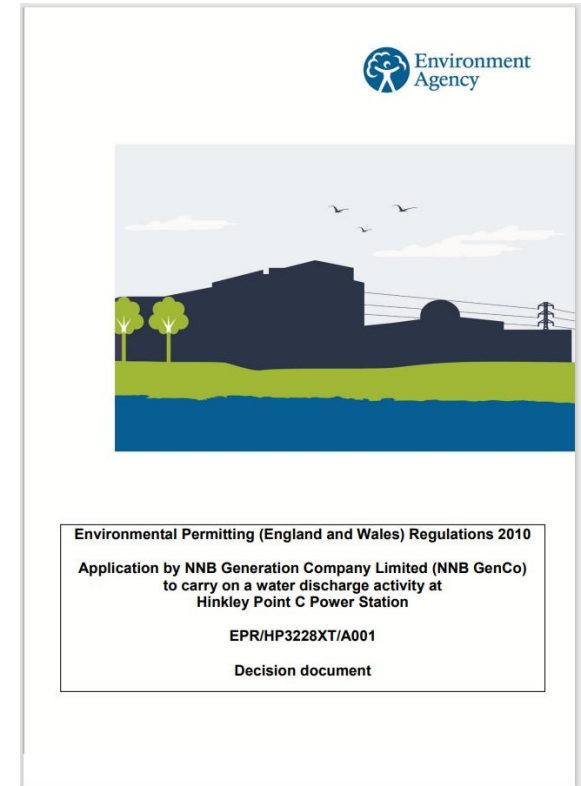 Environment
Agency
Environmental Permitting (England and Wales) Regulations 2010
Application by NNB Generation Company Limited (NNB GenCo)
to carry on a water discharge activity at
Hinkley Point C Power Station
EPR/HP3228XT/A001
Decision document